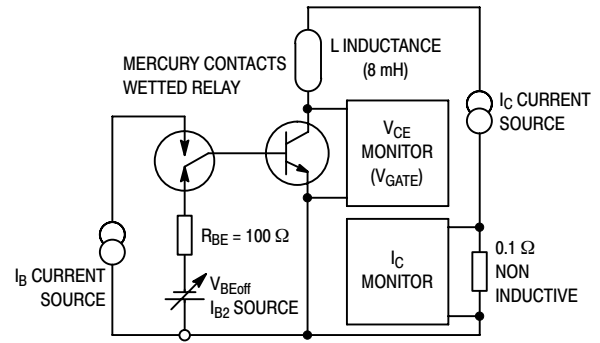 L INDUCTANCE
(8 mH)
MERCURY CONTACTS
WETTED RELAY
I_C CURRENT
SOURCE
V_CE
MONITOR
(V_GATE)
R_BE = 100 Ω
I_C
MONITOR
0.1 Ω
NON
INDUCTIVE
I_B CURRENT
SOURCE
V_BEoff
I_B2 SOURCE